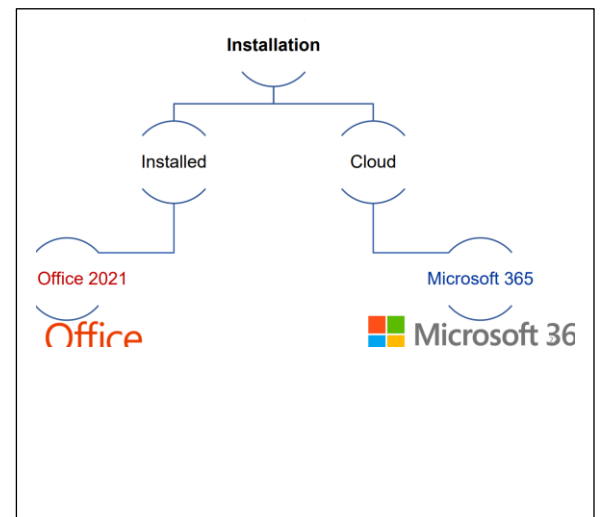 Installation
Installed
Cloud
Office 2021
Microsoft 365
Office
Microsoft 36